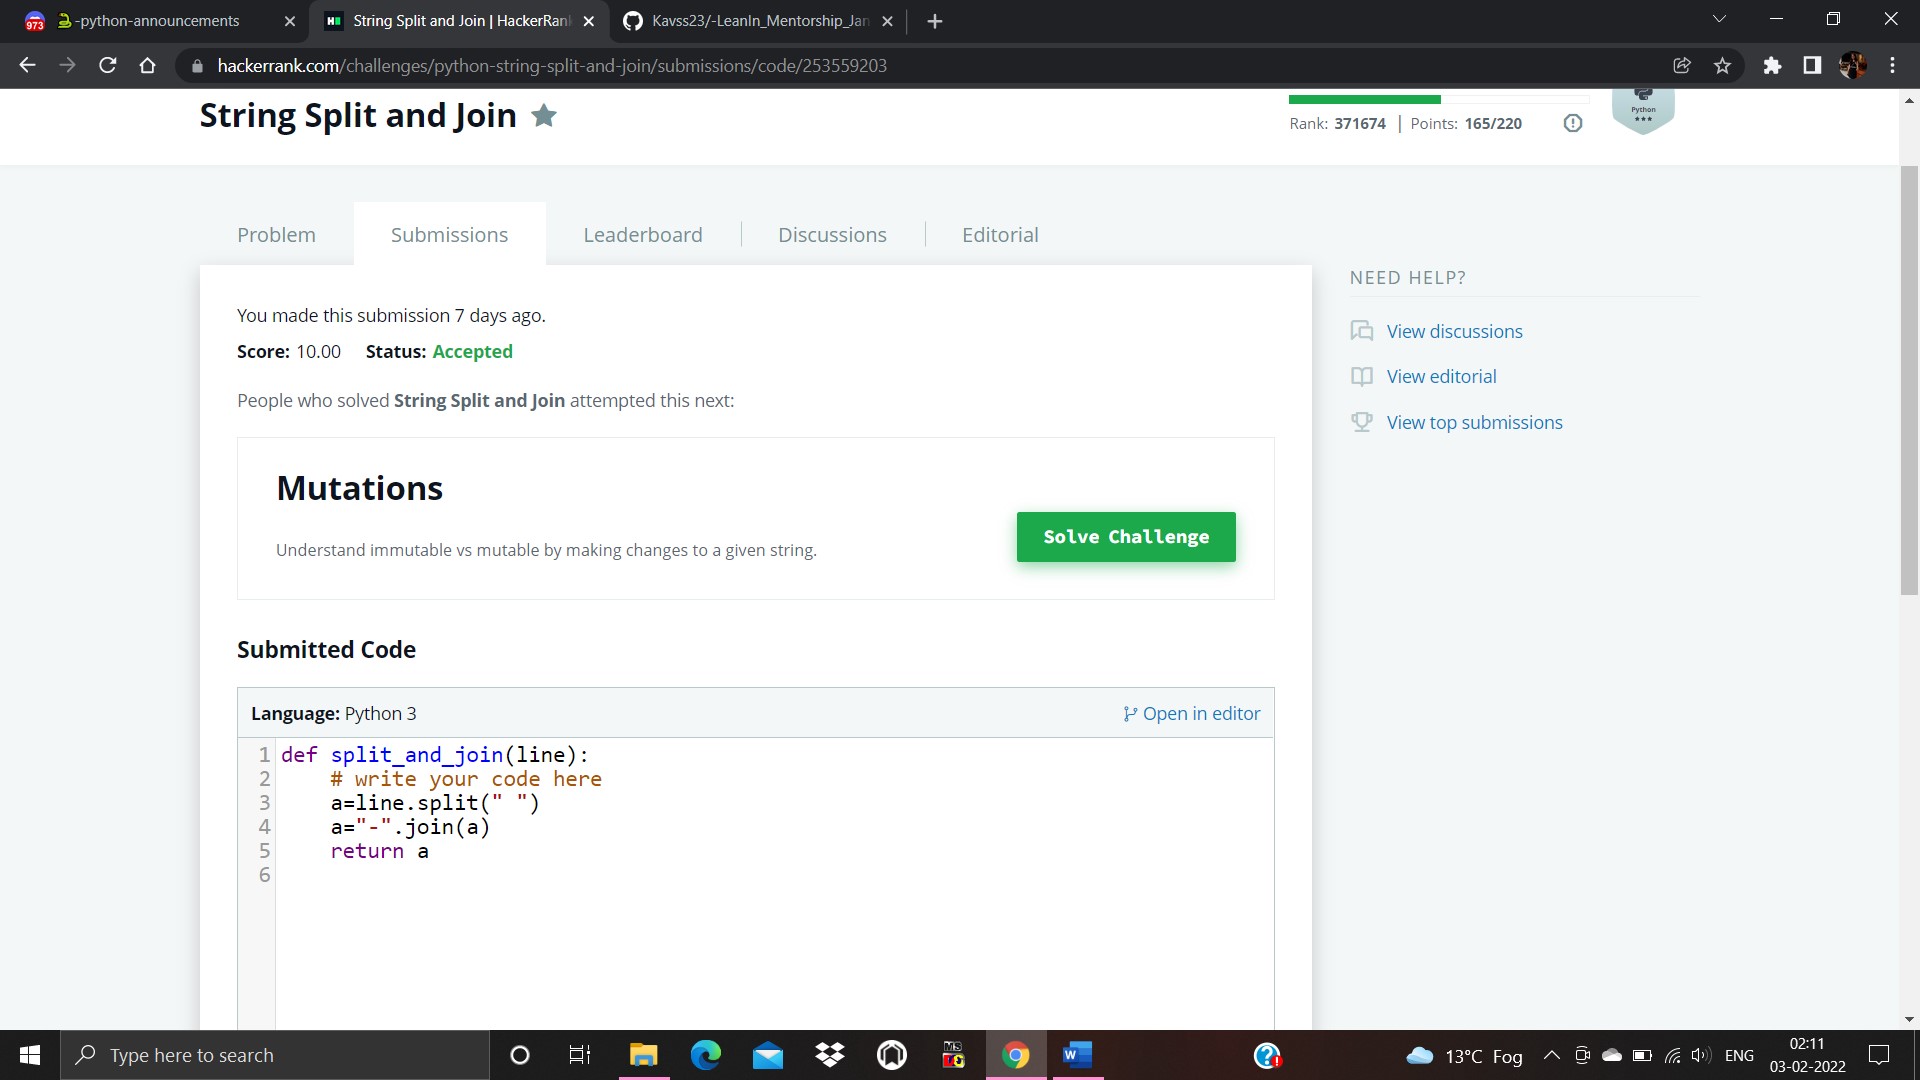 973 -python-announcements
String Split and Join | HackerRank
Kavss23/-LeanIn_Mentorship_Jan
hackerrank.com/challenges/python-string-split-and-join/submissions/code/253559203
String Split and Join
Rank: 371674 | Points: 165/220
Python
Problem
Submissions
Leaderboard
Discussions
Editorial
You made this submission 7 days ago.
Score: 10.00 Status: Accepted
People who solved String Split and Join attempted this next:
Mutations
Understand immutable vs mutable by making changes to a given string.
Solve Challenge
NEED HELP?
View discussions
View editorial
View top submissions
Submitted Code
Language: Python 3
Open in editor
1 def split_and_join(line):
2 # write your code here
3 a=line.split(" ")
4 a="-".join(a)
5 return a
6
Type here to search
13°C Fog
ENG
02:11
03-02-2022